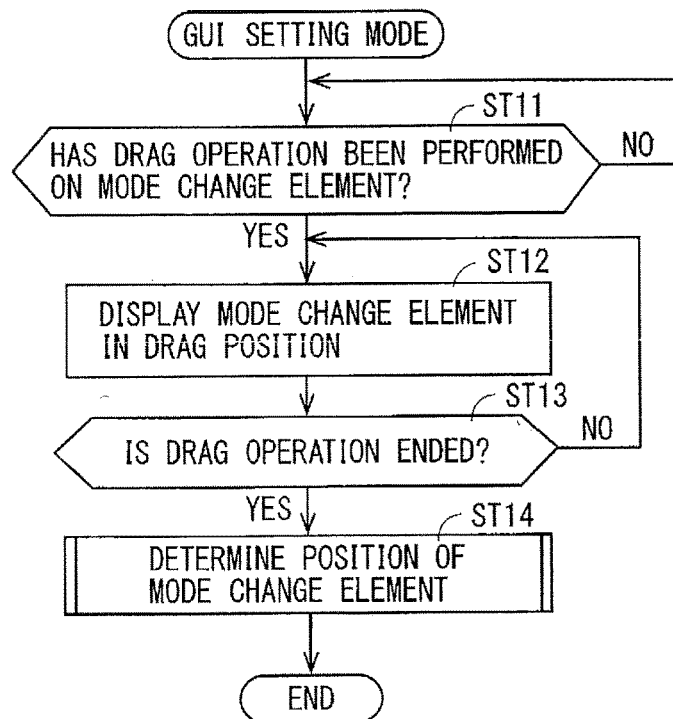 GUI SETTING MODE
ST11
HAS DRAG OPERATION BEEN PERFORMED
ON MODE CHANGE ELEMENT?
NO
YES
ST12
DISPLAY MODE CHANGE ELEMENT
IN DRAG POSITION
ST13
IS DRAG OPERATION ENDED?
NO
YES
ST14
DETERMINE POSITION OF
MODE CHANGE ELEMENT
END